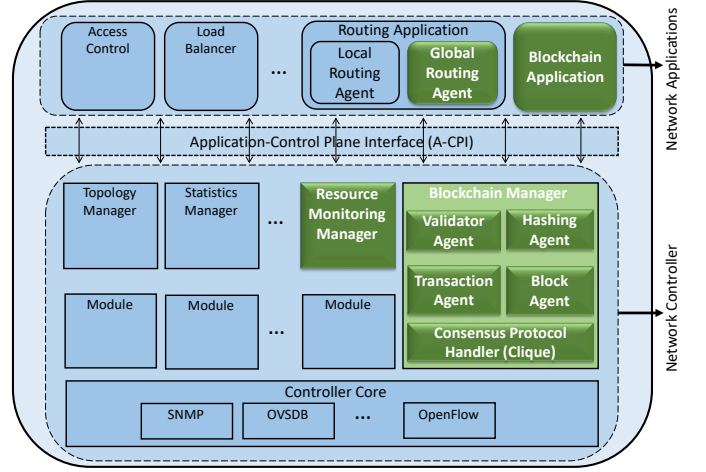 Access
Control
Load
Balancer
...
Routing Application
Local
Routing
Agent
Global
Routing
Agent
Blockchain
Application
Network Applications
Application-Control Plane Interface (A-CPI)
Topology
Manager
Statistics
Manager
...
Resource
Monitoring
Manager
Blockchain Manager
Validator
Agent
Hashing
Agent
Transaction
Agent
Block
Agent
Consensus Protocol
Handler (Clique)
Module
Module
...
Module
Network Controller
Controller Core
SNMP
OVSDB
...
OpenFlow